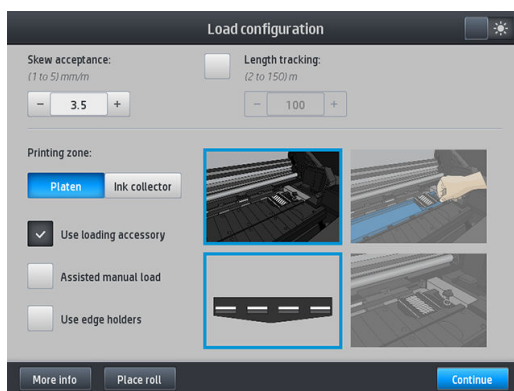 Load configuration
Skew acceptance:
(1 to 5) mm/m
− 3.5 +
Length tracking:
(2 to 150) m
− 100 +
Printing zone:
Platen
Ink collector
Use loading accessory
Assisted manual load
Use edge holders
More info
Place roll
Continue